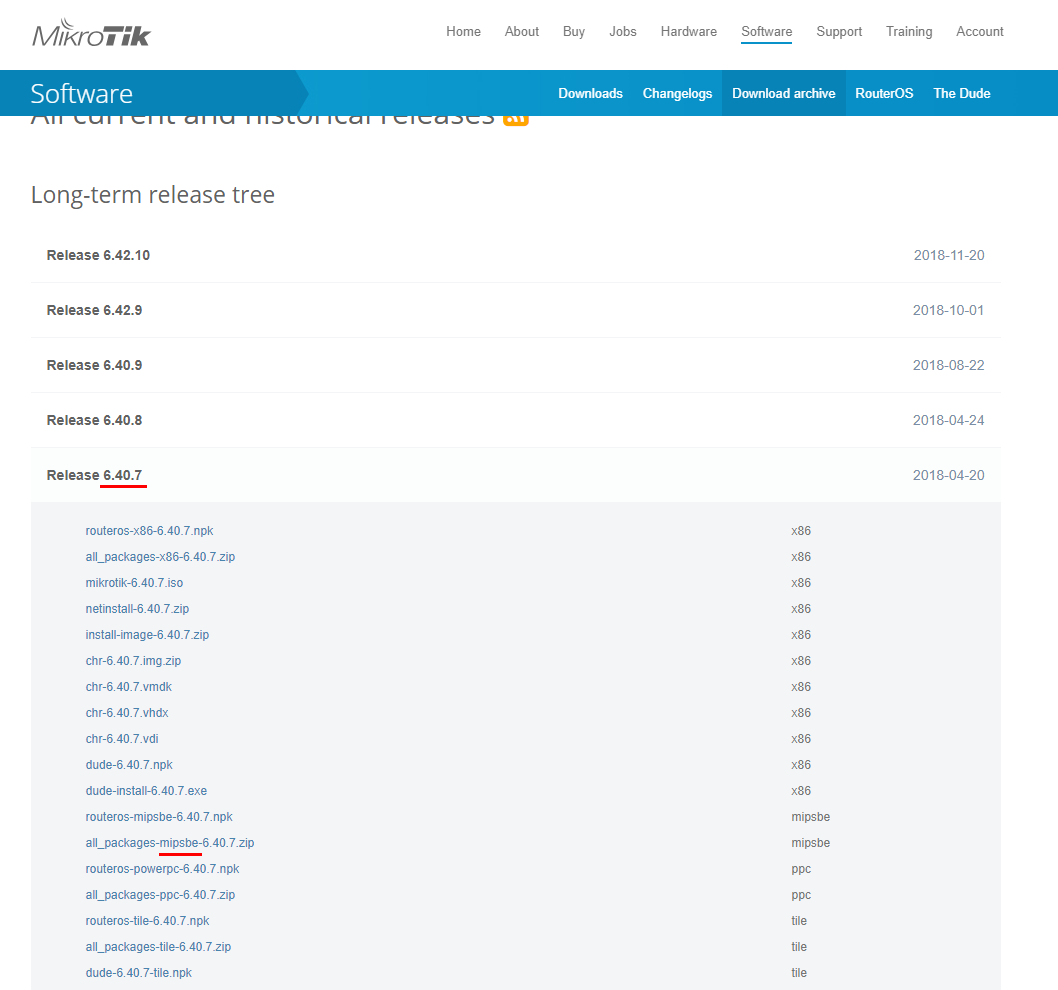 MikroTik
Home About Buy Jobs Hardware Software Support Training Account
Software
Downloads Changelogs Download archive RouterOS The Dude
All current and historical releases
Long-term release tree
Release 6.42.10 2018-11-20
Release 6.42.9 2018-10-01
Release 6.40.9 2018-08-22
Release 6.40.8 2018-04-24
Release 6.40.7 2018-04-20
routeros-x86-6.40.7.npk x86
all_packages-x86-6.40.7.zip x86
mikrotik-6.40.7.iso x86
netinstall-6.40.7.zip x86
install-image-6.40.7.zip x86
chr-6.40.7.img.zip x86
chr-6.40.7.vmdk x86
chr-6.40.7.vhdx x86
chr-6.40.7.vdi x86
dude-6.40.7.npk x86
dude-install-6.40.7.exe x86
routeros-mipsbe-6.40.7.npk mipsbe
all_packages-mipsbe-6.40.7.zip mipsbe
routeros-powerpc-6.40.7.npk ppc
all_packages-ppc-6.40.7.zip ppc
routeros-tile-6.40.7.npk tile
all_packages-tile-6.40.7.zip tile
dude-6.40.7-tile.npk tile